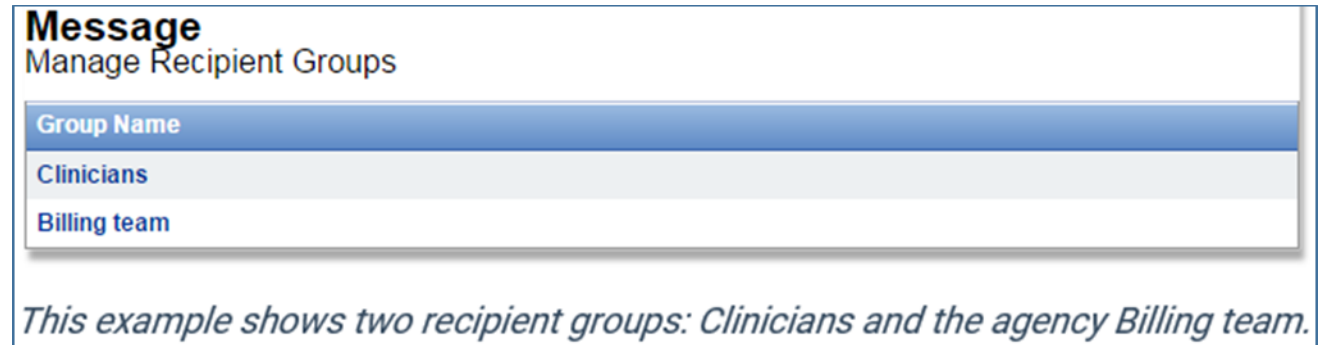 Message
Manage Recipient Groups
Group Name
Clinicians
Billing team
This example shows two recipient groups: Clinicians and the agency Billing team.